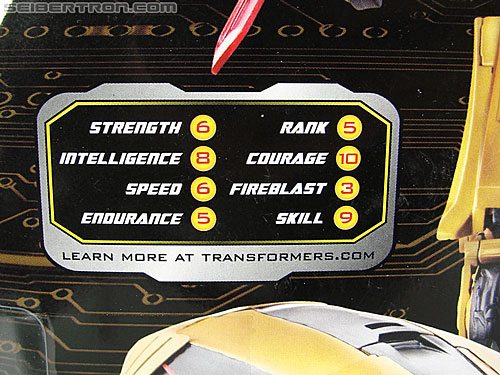 SEIBERTRON.COM
STRENGTH 6 RANK 5
INTELLIGENCE 8 COURAGE 10
SPEED 6 FIREBLAST 3
ENDURANCE 5 SKILL 9
LEARN MORE AT TRANSFORMERS.COM